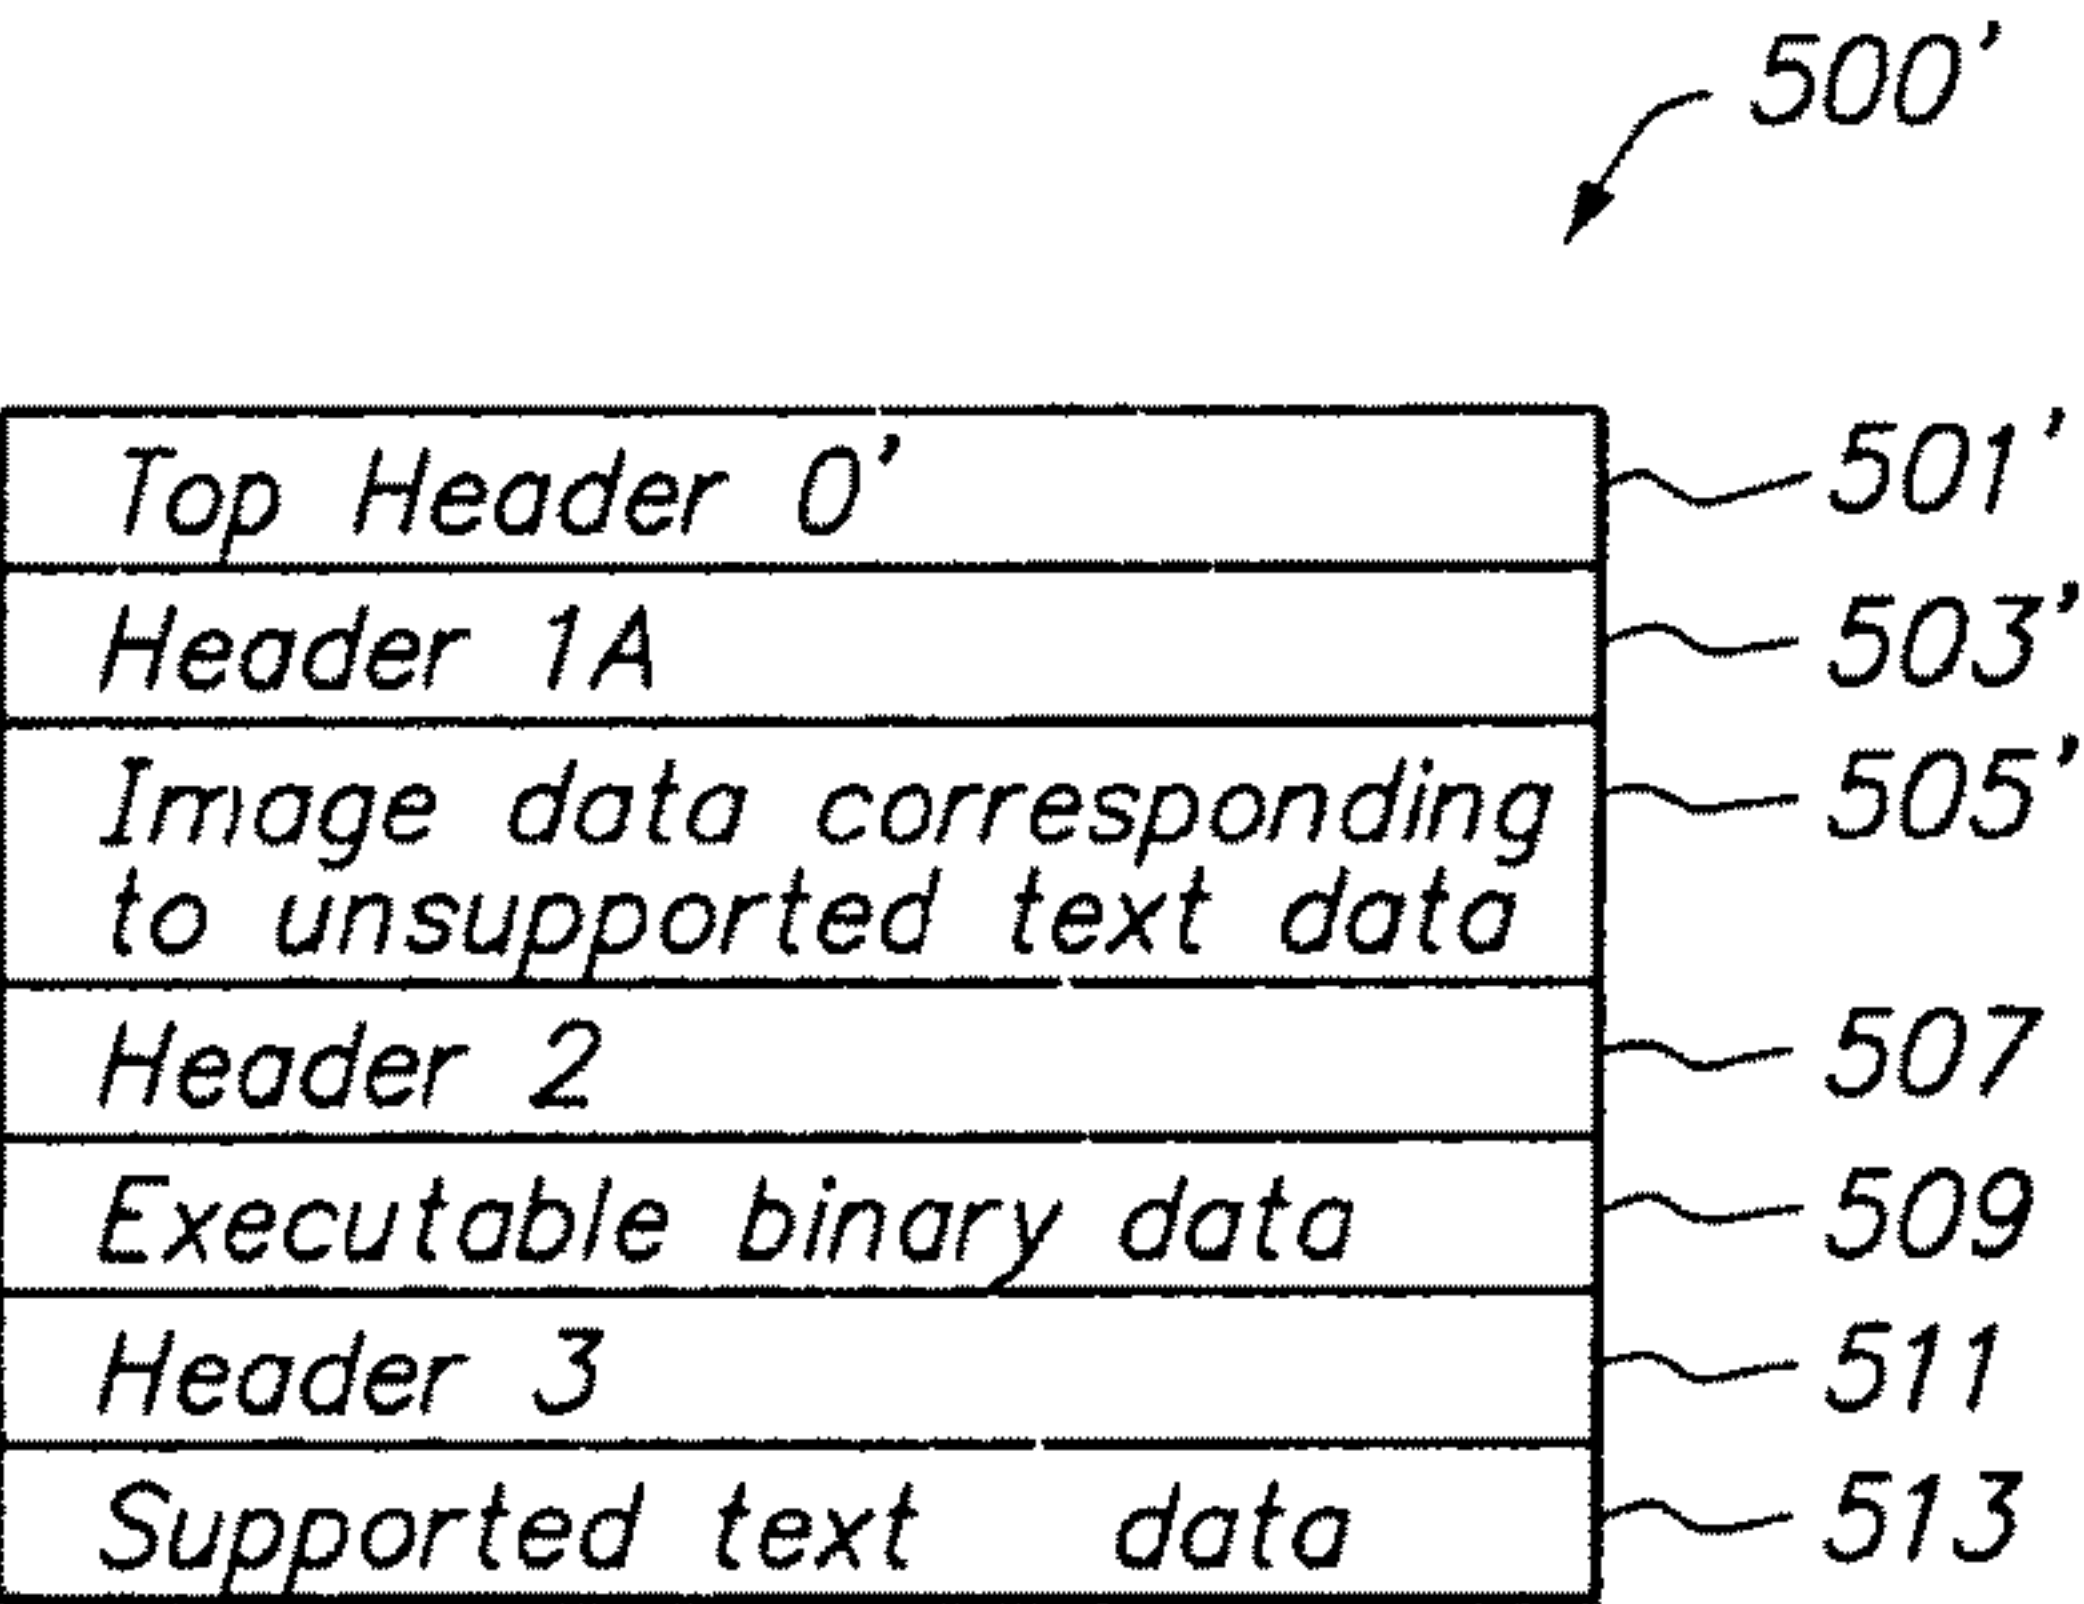 500'
Top Header 0' 501'
Header 1A 503'
Image data corresponding 505'
to unsupported text data
Header 2 507
Executable binary data 509
Header 3 511
Supported text data 513